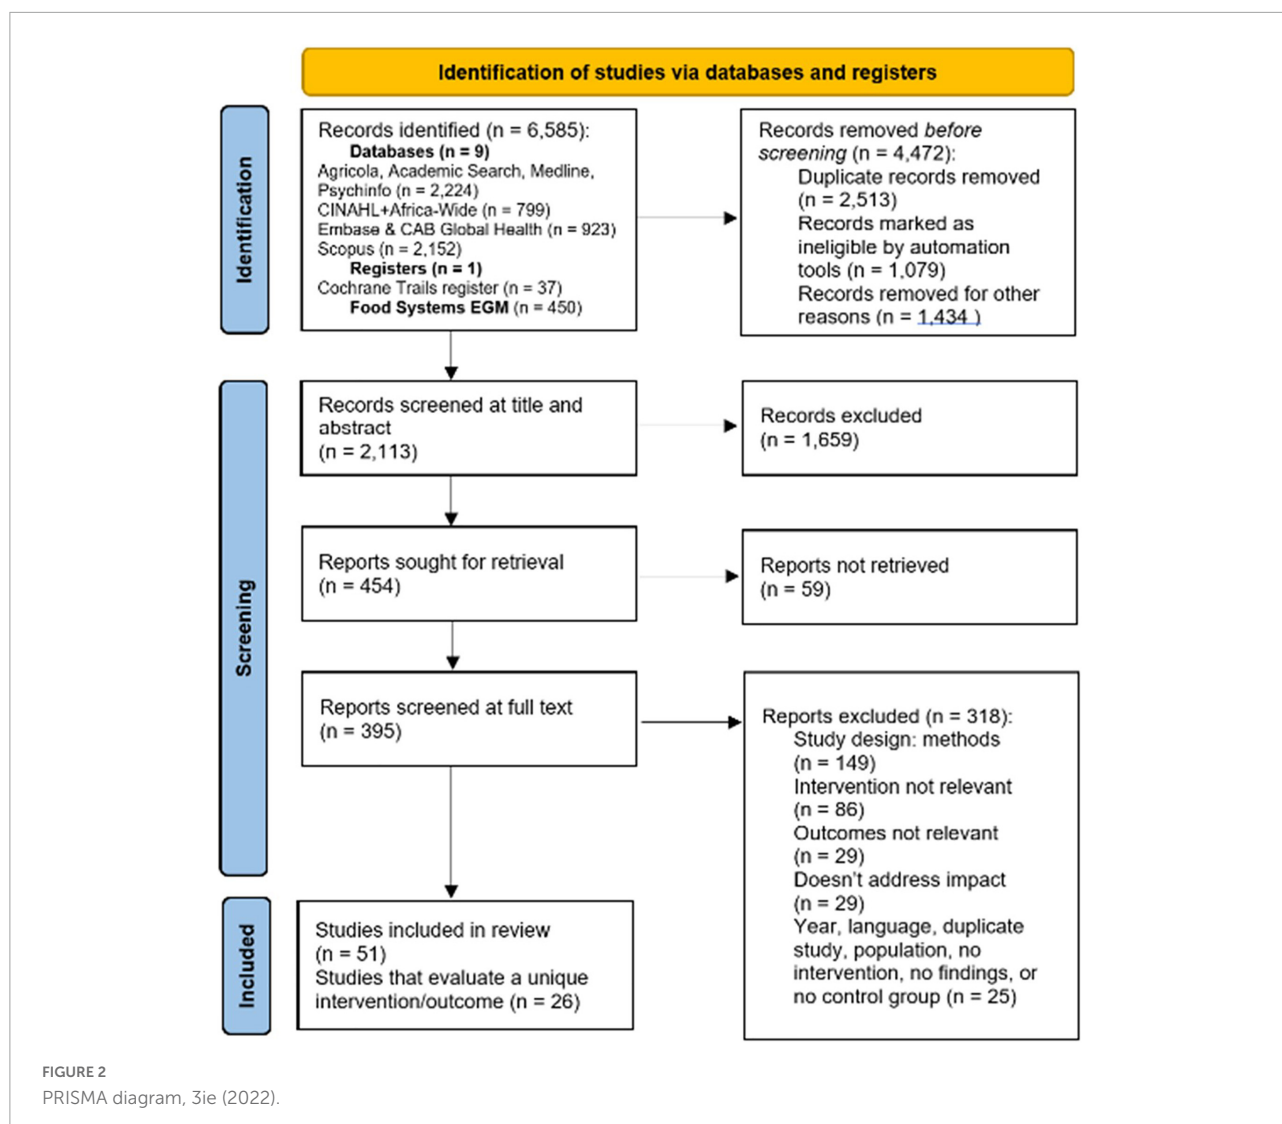 Identification of studies via databases and registers
Identification
Records identified (n = 6,585):
Databases (n = 9)
Agricola, Academic Search, Medline,
Psychinfo (n = 2,224)
CINAHL+Africa-Wide (n = 799)
Embase & CAB Global Health (n = 923)
Scopus (n = 2,152)
Registers (n = 1)
Cochrane Trails register (n = 37)
Food Systems EGM (n = 450)
Records removed before
screening (n = 4,472):
Duplicate records removed
(n = 2,513)
Records marked as
ineligible by automation
tools (n = 1,079)
Records removed for other
reasons (n = 1,434 )
Screening
Records screened at title and
abstract
(n = 2,113)
Records excluded
(n = 1,659)
Reports sought for retrieval
(n = 454)
Reports not retrieved
(n = 59)
Reports screened at full text
(n = 395)
Reports excluded (n = 318):
Study design: methods
(n = 149)
Intervention not relevant
(n = 86)
Outcomes not relevant
(n = 29)
Doesn't address impact
(n = 29)
Year, language, duplicate
study, population, no
intervention, no findings, or
no control group (n = 25)
Included
Studies included in review
(n = 51)
Studies that evaluate a unique
intervention/outcome (n = 26)
FIGURE 2
PRISMA diagram, 3ie (2022).